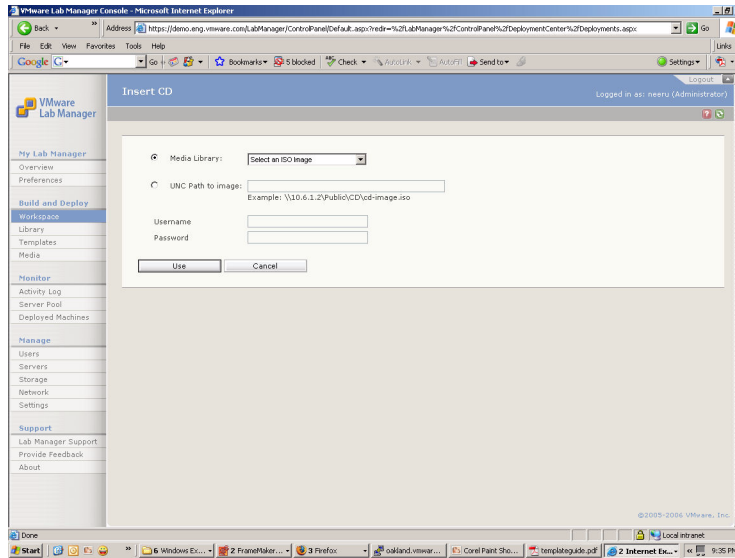 VMware Lab Manager Console - Microsoft Internet Explorer
Back
Address https://demo.eng.vmware.com/LabManager/ControlPanel/Default.aspx?redir=%2fLabManager%2fControlPanel%2fDeploymentCenter%2fDeployments.aspx
Go
File Edit View Favorites Tools Help
Links
Google G Go Bookmarks 5 blocked Check AutoLink AutoFill Send to Settings
Logout
VMware
Lab Manager
Insert CD
Logged in as: neeru (Administrator)
My Lab Manager
Overview
Preferences
Build and Deploy
Workspace
Library
Templates
Media
Monitor
Activity Log
Server Pool
Deployed Machines
Manage
Users
Servers
Storage
Network
Settings
Support
Lab Manager Support
Provide Feedback
About
Media Library: Select an ISO Image
UNC Path to image:
Example: \\10.6.1.2\Public\CD\cd-image.iso
Username
Password
Use Cancel
©2005-2006 VMware, Inc.
Done
Local intranet
Start 6 Windows Ex... 2 FrameMaker... 3 Firefox oakland.vmwar... Corel Paint Sho... templateguide.pdf 2 Internet Ex... 9:35 PM